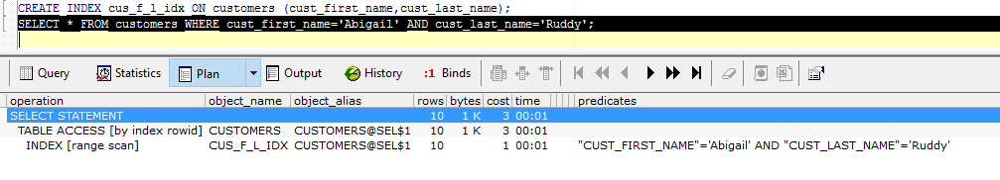 CREATE INDEX cus_f_l_idx ON customers (cust_first_name,cust_last_name);
SELECT * FROM customers WHERE cust_first_name='Abigail' AND cust_last_name='Ruddy';
Query Statistics Plan Output History :1 Binds
operation object_name object_alias rows bytes cost time predicates
SELECT STATEMENT 10 1 K 3 00:01
TABLE ACCESS [by index rowid] CUSTOMERS CUSTOMERS@SEL$1 10 1 K 3 00:01
INDEX [range scan] CUS_F_L_IDX CUSTOMERS@SEL$1 10 1 00:01 "CUST_FIRST_NAME"='Abigail' AND "CUST_LAST_NAME"='Ruddy'